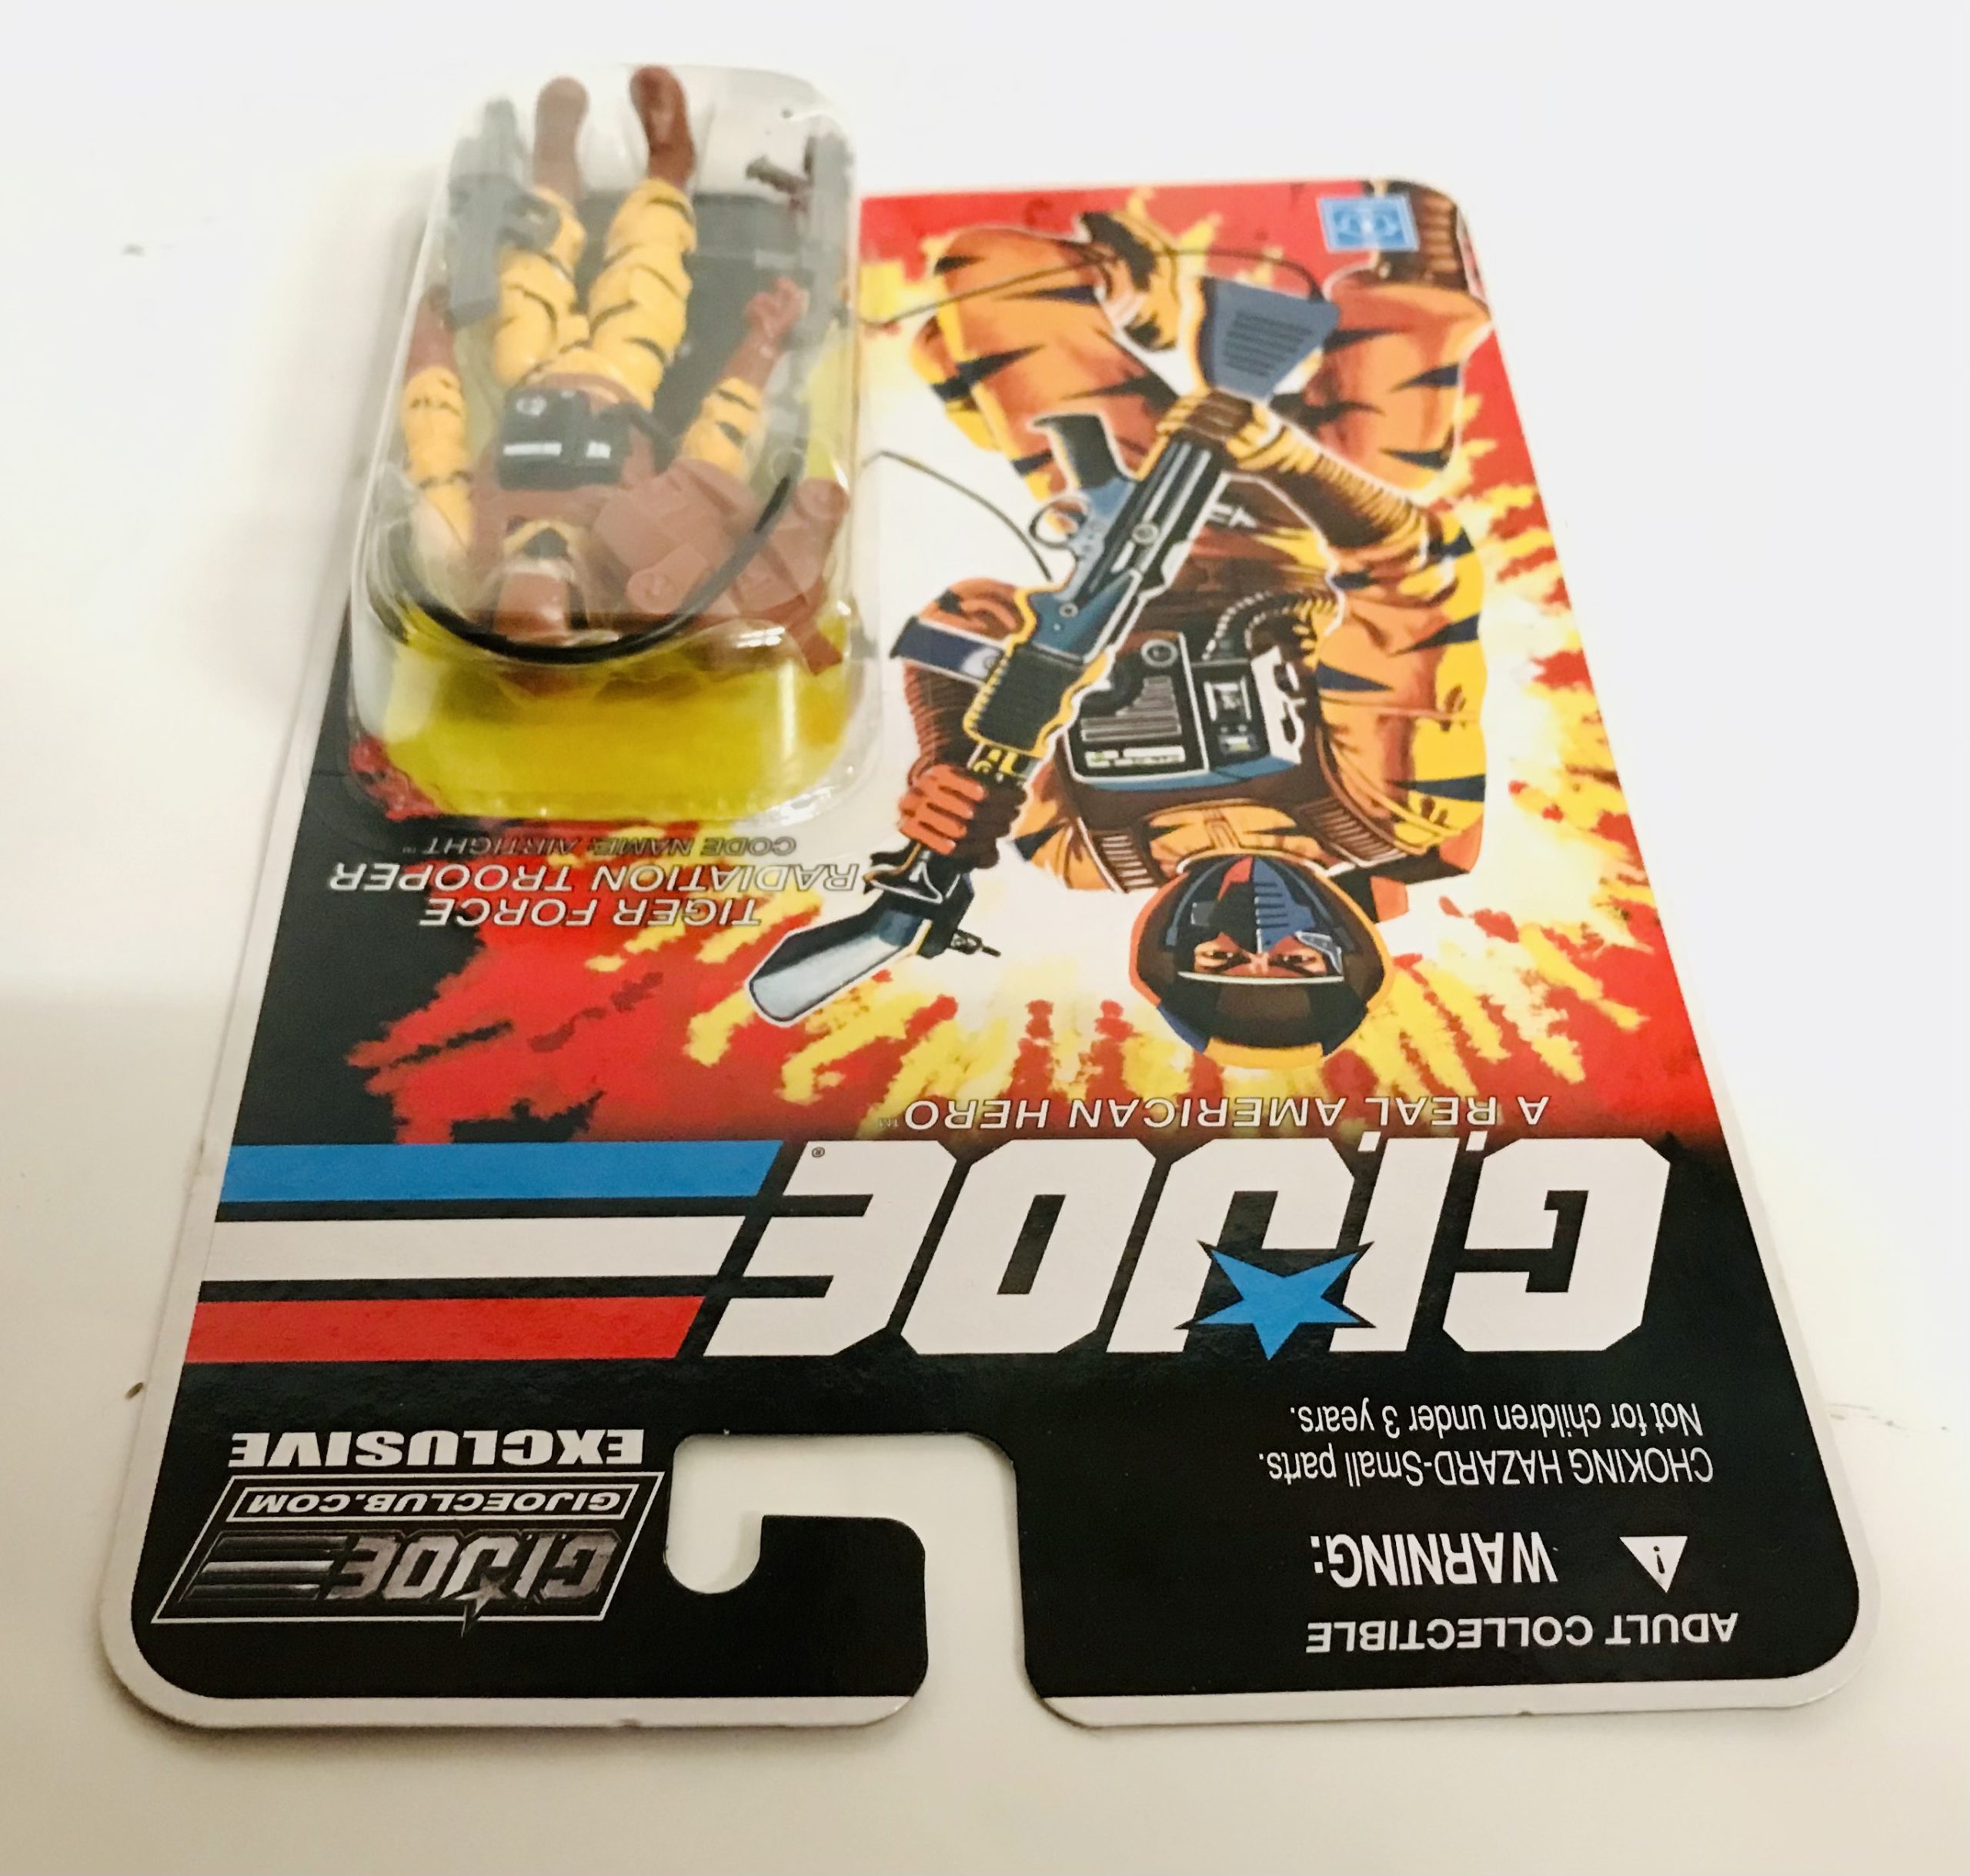 ADULT COLLECTIBLE
WARNING:
CHOKING HAZARD-Small parts.
Not for children under 3 years.
G.I.JOE
GIJOECLUB.COM
EXCLUSIVE
G.I.JOE®
A REAL AMERICAN HERO™
TIGER FORCE
RADIATION TROOPER
CODE NAME: AIRTIGHT™